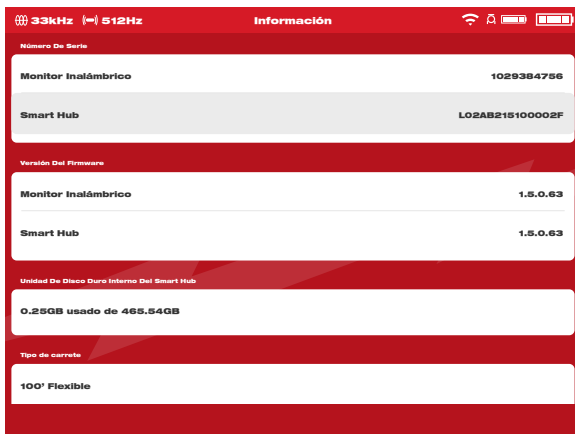 33kHz 512Hz Información
Número De Serie
Monitor Inalámbrico 1029384756
Smart Hub L02AB215100002F
Versión Del Firmware
Monitor Inalámbrico 1.5.0.63
Smart Hub 1.5.0.63
Unidad De Disco Duro Interno Del Smart Hub
0.25GB usado de 465.54GB
Tipo de carrete
100' Flexible